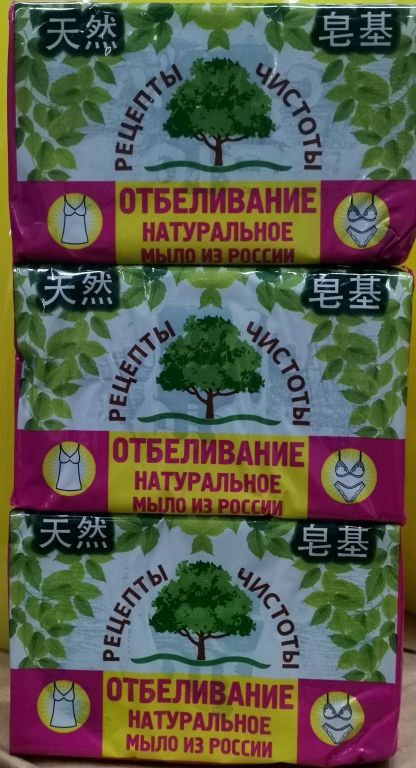 天然 皂基
РЕЦЕПТЫ ЧИСТОТЫ
ОТБЕЛИВАНИЕ
НАТУРАЛЬНОЕ
МЫЛО ИЗ РОССИИ
天然 皂基
РЕЦЕПТЫ ЧИСТОТЫ
ОТБЕЛИВАНИЕ
НАТУРАЛЬНОЕ
МЫЛО ИЗ РОССИИ
天然 皂基
РЕЦЕПТЫ ЧИСТОТЫ
ОТБЕЛИВАНИЕ
НАТУРАЛЬНОЕ
МЫЛО ИЗ РОССИИ